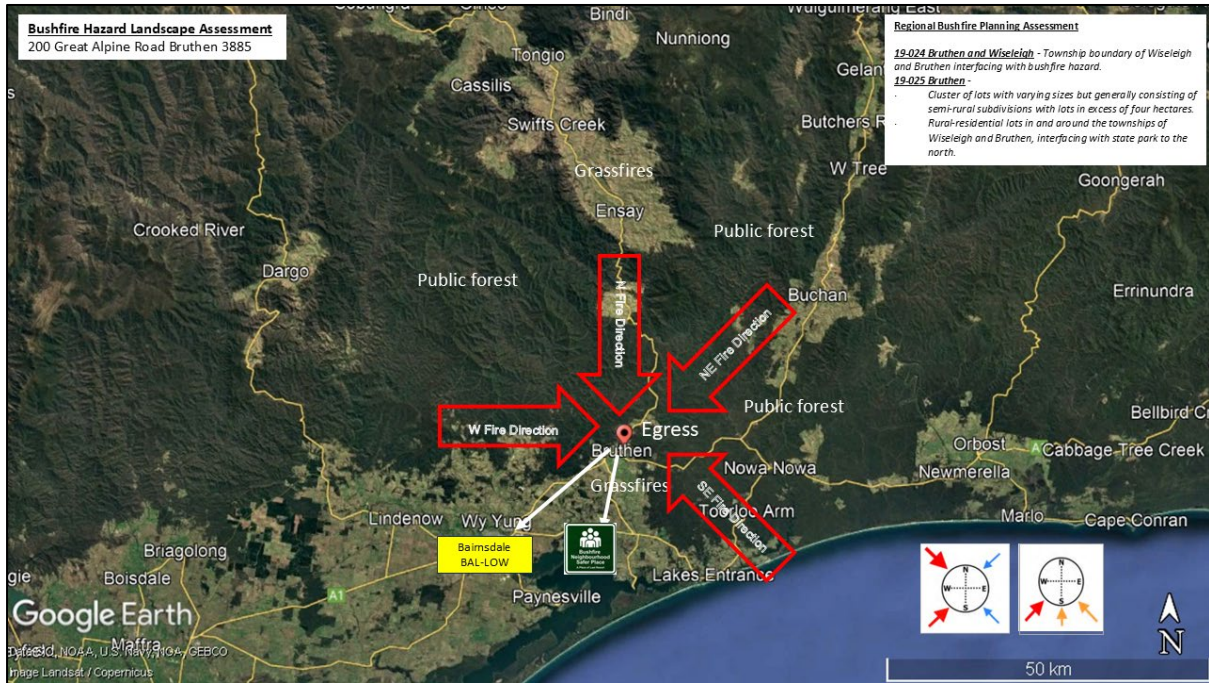 Bushfire Hazard Landscape Assessment
200 Great Alpine Road Bruthen 3885
Regional Bushfire Planning Assessment
19-024 Bruthen and Wiseleigh - Township boundary of Wiseleigh
and Bruthen interfacing with bushfire hazard.
19-025 Bruthen -
Cluster of lots with varying sizes but generally consisting of
semi-rural subdivisions with lots in excess of four hectares.
Rural-residential lots in and around the townships of
Wiseleigh and Bruthen, interfacing with state park to the
north.
Bindi
Nunniong
Tongio
Cassilis
Swifts Creek
Butchers R
W Tree
Grassfires
Ensay
Goongerah
Crooked River
Public forest
Dargo
Public forest
Buchan
Errinundra
N Fire Direction
NE Fire Direction
Public forest
W Fire Direction
Egress
Bruthen
Bellbird Cr
Orbost
A1
Cabbage Tree Creek
Nowa Nowa
Newmerella
Grassfires
SE Fire Direction
Toorloo Arm
Marlo
Cape Conran
Lindenow
Wy Yung
Bairnsdale
BAL-LOW
Bushfire
Neighbourhood
Safer Place
Briagolong
Boisdale
Lakes Entrance
A1
Paynesville
Google Earth
Maffra
Image Landsat / Copernicus
N
W
E
S
N
W
E
S
N
50 km